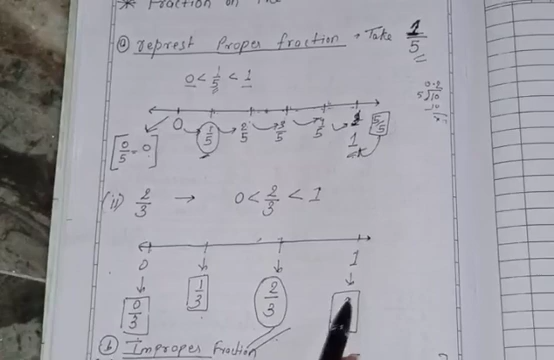 * Fraction on the
(a) represt Proper fraction · Take 1/5
0 < 1/5 < 1
0.2
5 10
10
0 1/5 2/5 3/5 4/5 1 5/5
[0/5 = 0]
(ii) 2/3 → 0 < 2/3 < 1
0 1
0/3 1/3 2/3
(b) Improper fraction